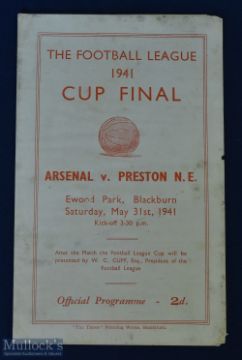 THE FOOTBALL LEAGUE
1941
CUP FINAL
ARSENAL v. PRESTON N.E.
Ewood Park, Blackburn
Saturday, May 31st, 1941
Kick-off 3-30 p.m.
After the Match the Football League Cup will be
presented by W. C. CUFF, Esq., President of the
Football League
Official Programme - 2d.
Mullock's